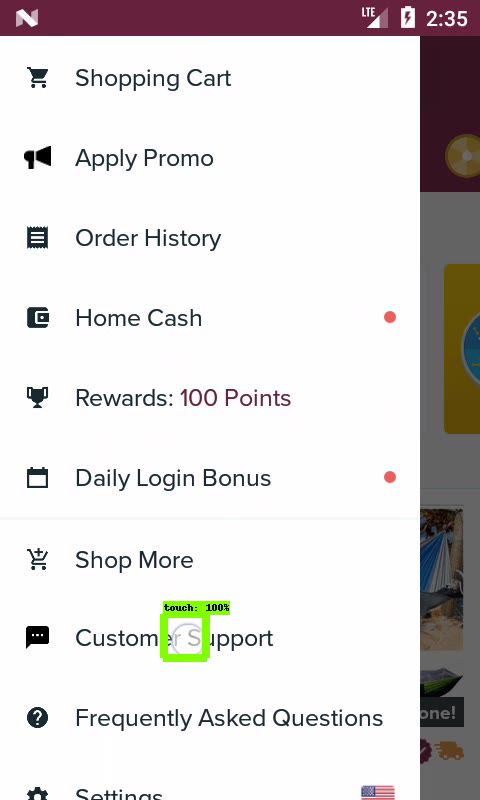 LTE 2:35
Shopping Cart
Apply Promo
Order History
Home Cash
Rewards: 100 Points
Daily Login Bonus
Shop More
touch: 100%
Customer Support
Frequently Asked Questions
one!
Settings